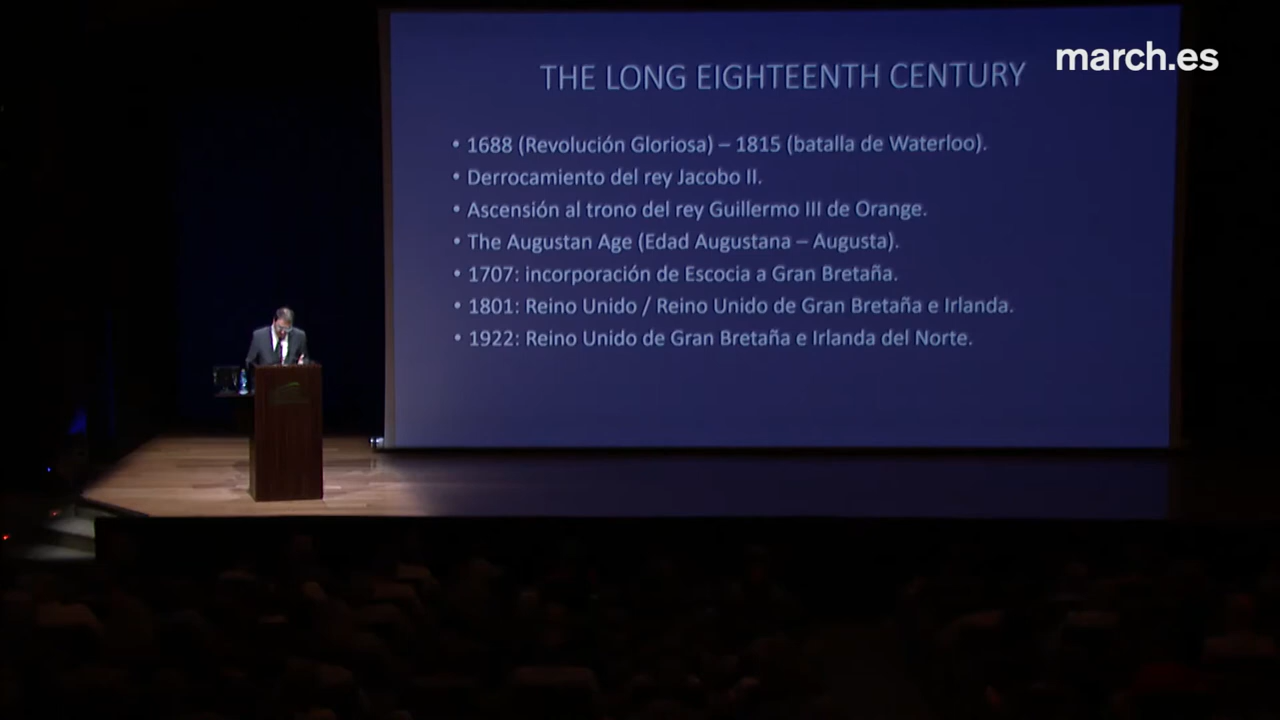 march.es
THE LONG EIGHTEENTH CENTURY
• 1688 (Revolución Gloriosa) – 1815 (batalla de Waterloo).
• Derrocamiento del rey Jacobo II.
• Ascensión al trono del rey Guillermo III de Orange.
• The Augustan Age (Edad Augustana – Augusta).
• 1707: incorporación de Escocia a Gran Bretaña.
• 1801: Reino Unido / Reino Unido de Gran Bretaña e Irlanda.
• 1922: Reino Unido de Gran Bretaña e Irlanda del Norte.